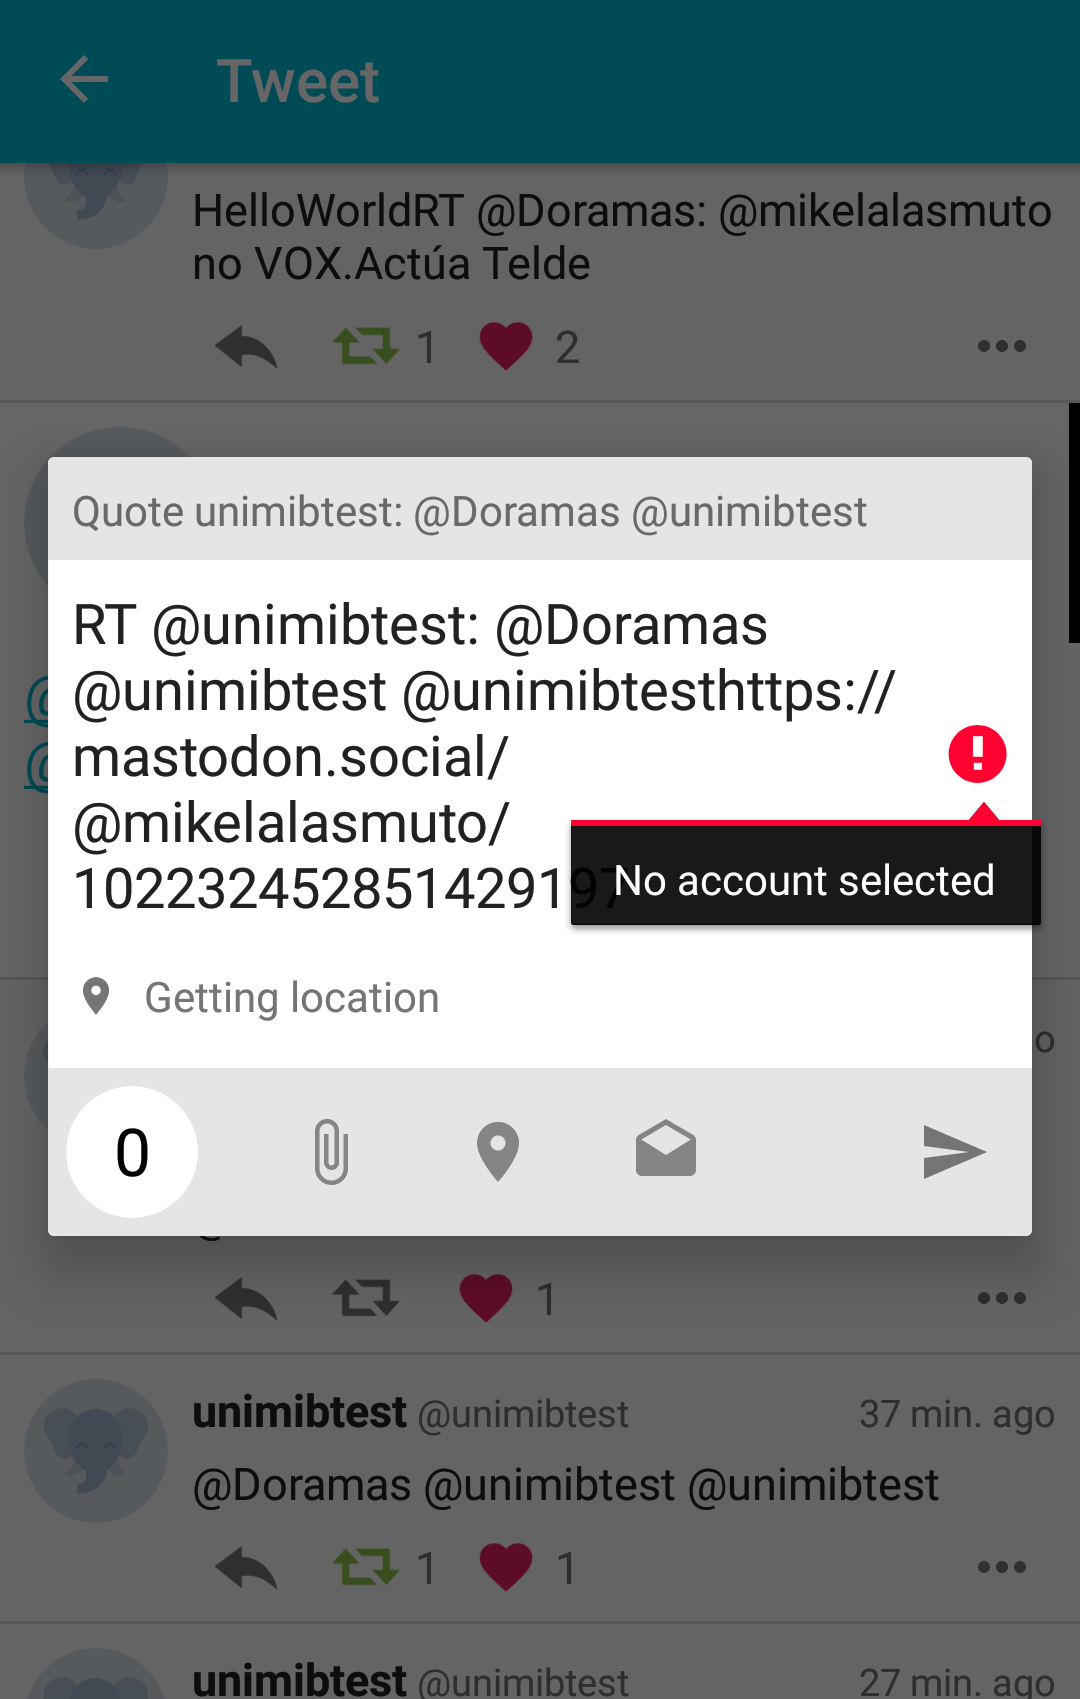 Tweet
HelloWorldRT @Doramas: @mikelalasmuto
no VOX.Actúa Telde
1 2
Quote unimibtest: @Doramas @unimibtest
RT @unimibtest: @Doramas
@unimibtest @unimibtesthttps://
mastodon.social/
@mikelalasmuto/
102232452851429197
No account selected
Getting location
o
0
1
unimibtest @unimibtest 37 min. ago
@Doramas @unimibtest @unimibtest
1 1
unimibtest @unimibtest 27 min. ago